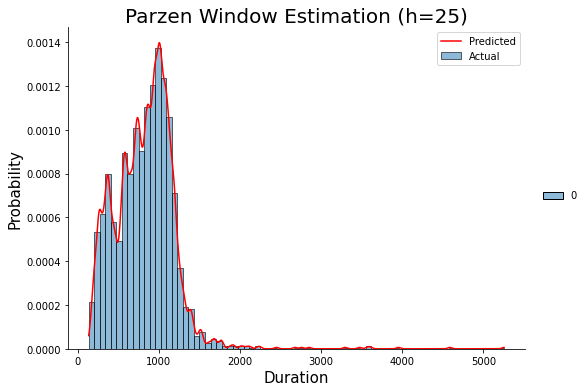 Parzen Window Estimation (h=25)
Predicted
Actual
0.0014
0.0012
0.0010
0.0008
0.0006
0.0004
0.0002
0.0000
Probability
0
0 1000 2000 3000 4000 5000
Duration